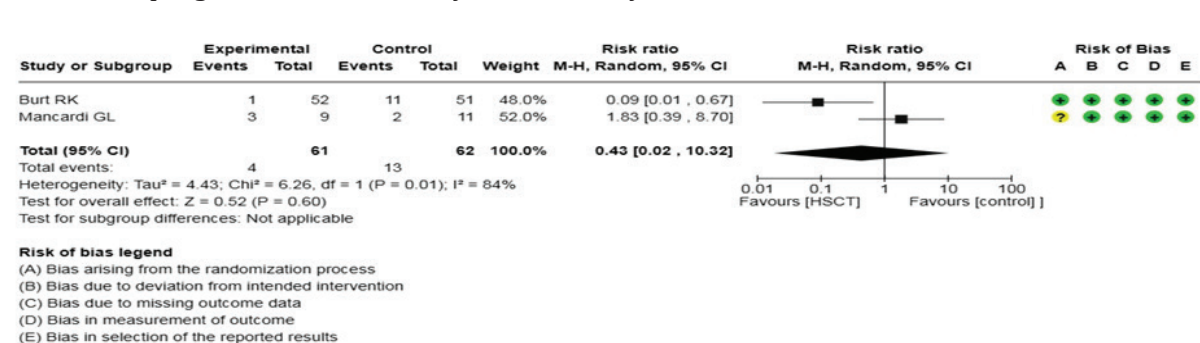 Experimental Control Risk ratio Risk ratio Risk of Bias
Study or Subgroup Events Total Events Total Weight M-H, Random, 95% CI M-H, Random, 95% CI A B C D E
Burt RK 1 52 11 51 48.0% 0.09 [0.01 , 0.67] + + + + +
Mancardi GL 3 9 2 11 52.0% 1.83 [0.39 , 8.70] ? + + + +
Total (95% CI) 61 62 100.0% 0.43 [0.02 , 10.32]
Total events: 4 13
Heterogeneity: Tau² = 4.43; Chi² = 6.26, df = 1 (P = 0.01); I² = 84%
0.01 0.1 1 10 100
Test for overall effect: Z = 0.52 (P = 0.60)
Favours [HSCT] Favours [control] ]
Test for subgroup differences: Not applicable
Risk of bias legend
(A) Bias arising from the randomization process
(B) Bias due to deviation from intended intervention
(C) Bias due to missing outcome data
(D) Bias in measurement of outcome
(E) Bias in selection of the reported results